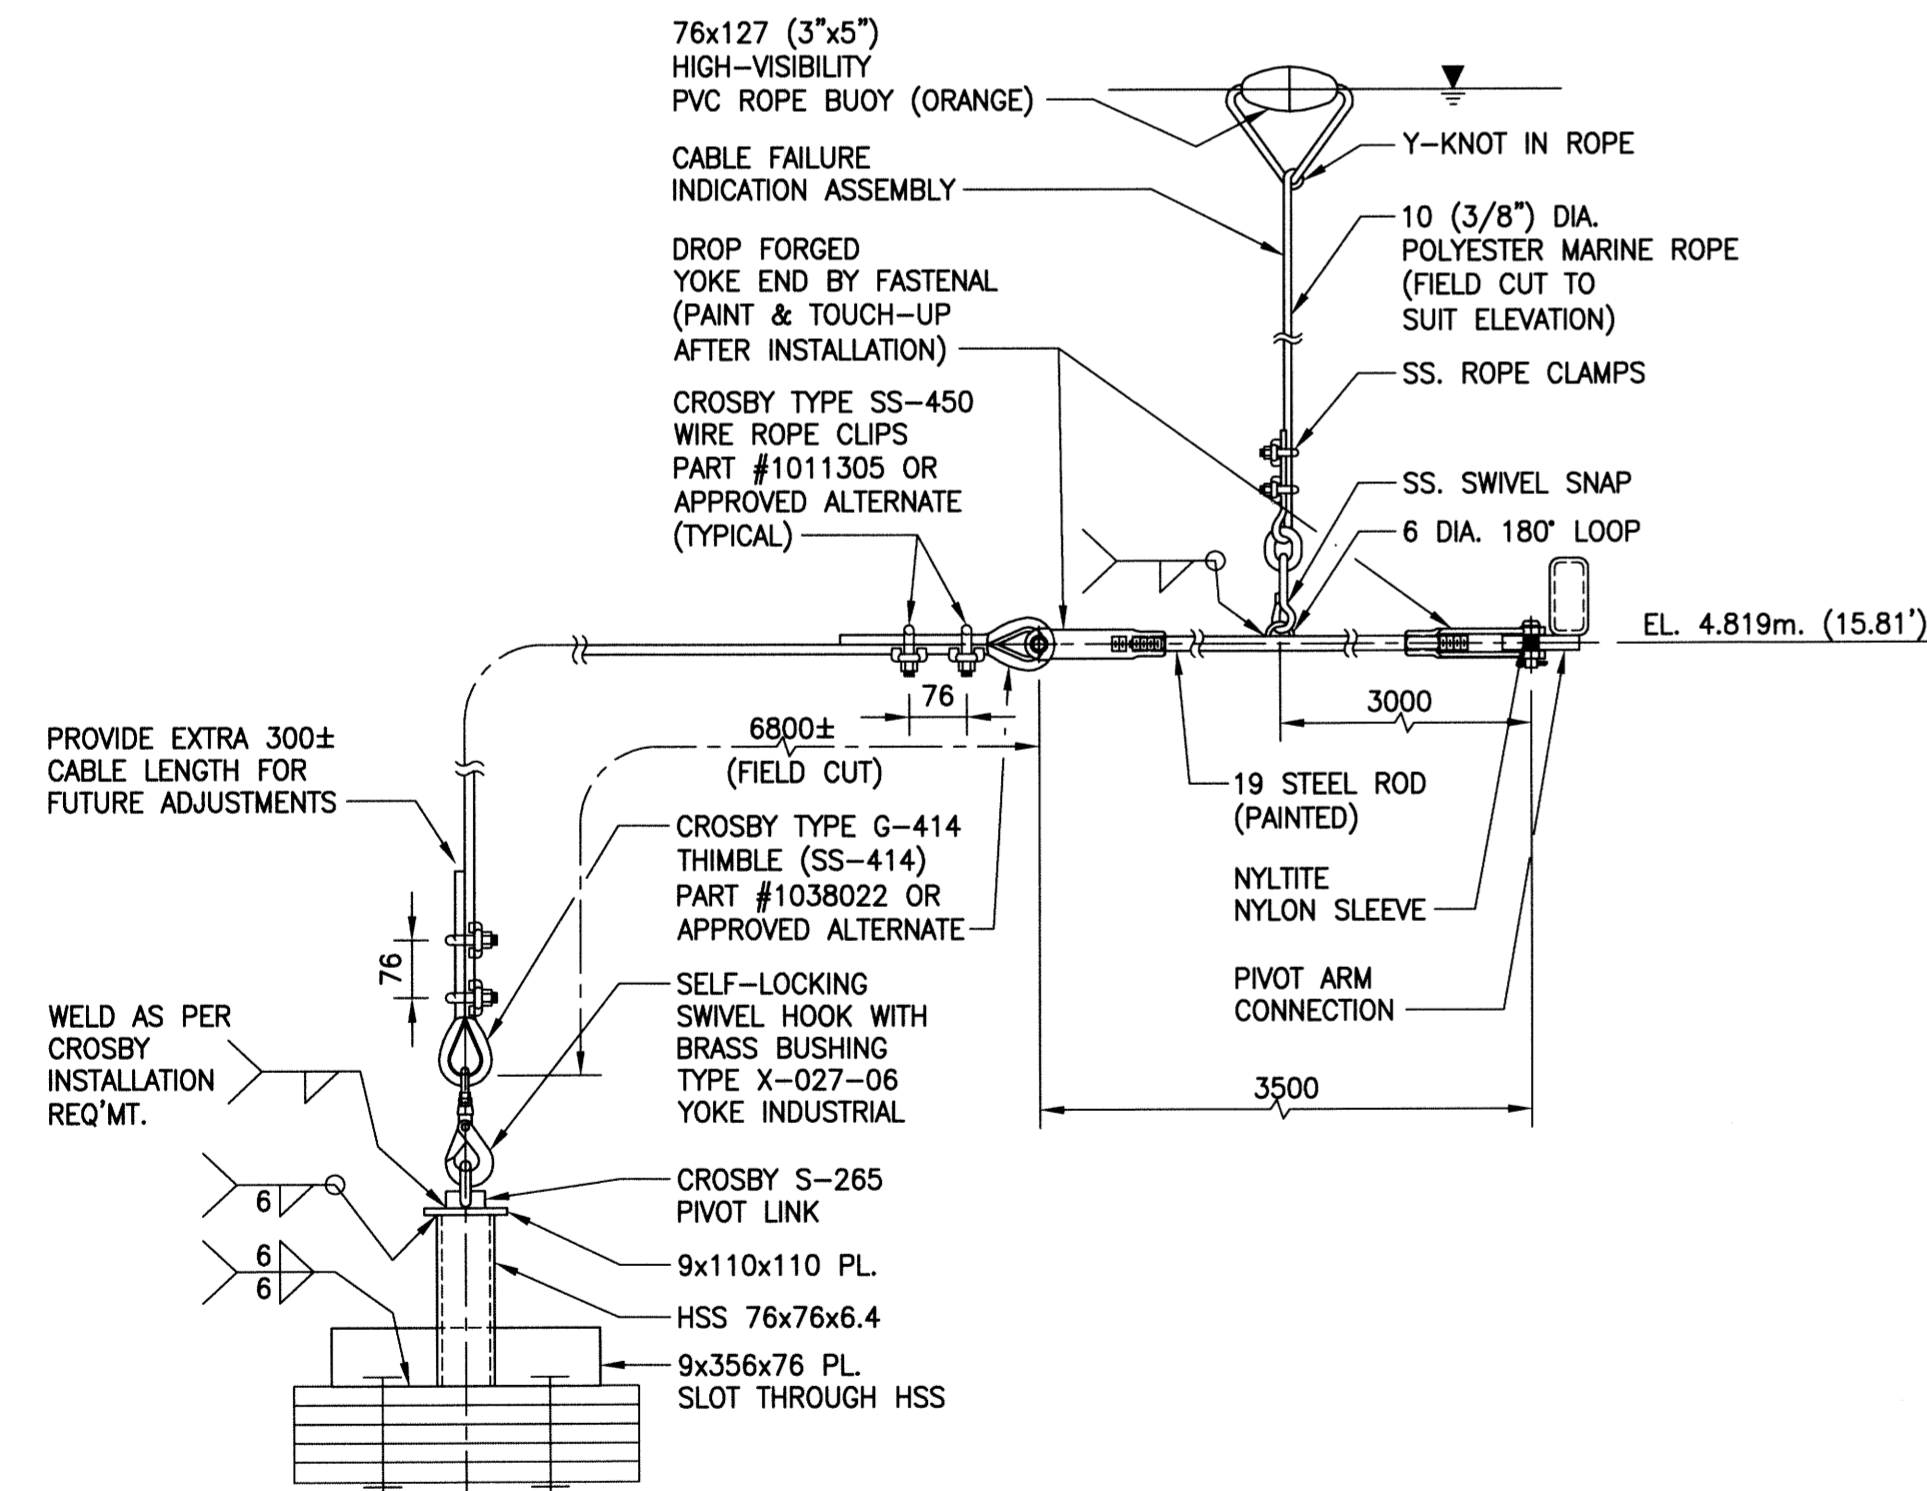 76x127 (3"x5")
HIGH-VISIBILITY
PVC ROPE BUOY (ORANGE)
CABLE FAILURE
INDICATION ASSEMBLY
DROP FORGED
YOKE END BY FASTENAL
(PAINT & TOUCH-UP
AFTER INSTALLATION)
CROSBY TYPE SS-450
WIRE ROPE CLIPS
PART #1011305 OR
APPROVED ALTERNATE
(TYPICAL)
Y-KNOT IN ROPE
10 (3/8") DIA.
POLYESTER MARINE ROPE
(FIELD CUT TO
SUIT ELEVATION)
SS. ROPE CLAMPS
SS. SWIVEL SNAP
6 DIA. 180° LOOP
EL. 4.819m. (15.81')
76
6800±
(FIELD CUT)
3000
PROVIDE EXTRA 300±
CABLE LENGTH FOR
FUTURE ADJUSTMENTS
19 STEEL ROD
(PAINTED)
NYLTITE
NYLON SLEEVE
PIVOT ARM
CONNECTION
3500
CROSBY TYPE G-414
THIMBLE (SS-414)
PART #1038022 OR
APPROVED ALTERNATE
76
SELF-LOCKING
SWIVEL HOOK WITH
BRASS BUSHING
TYPE X-027-06
YOKE INDUSTRIAL
WELD AS PER
CROSBY
INSTALLATION
REQ'MT.
6
6
6
CROSBY S-265
PIVOT LINK
9x110x110 PL.
HSS 76x76x6.4
9x356x76 PL.
SLOT THROUGH HSS